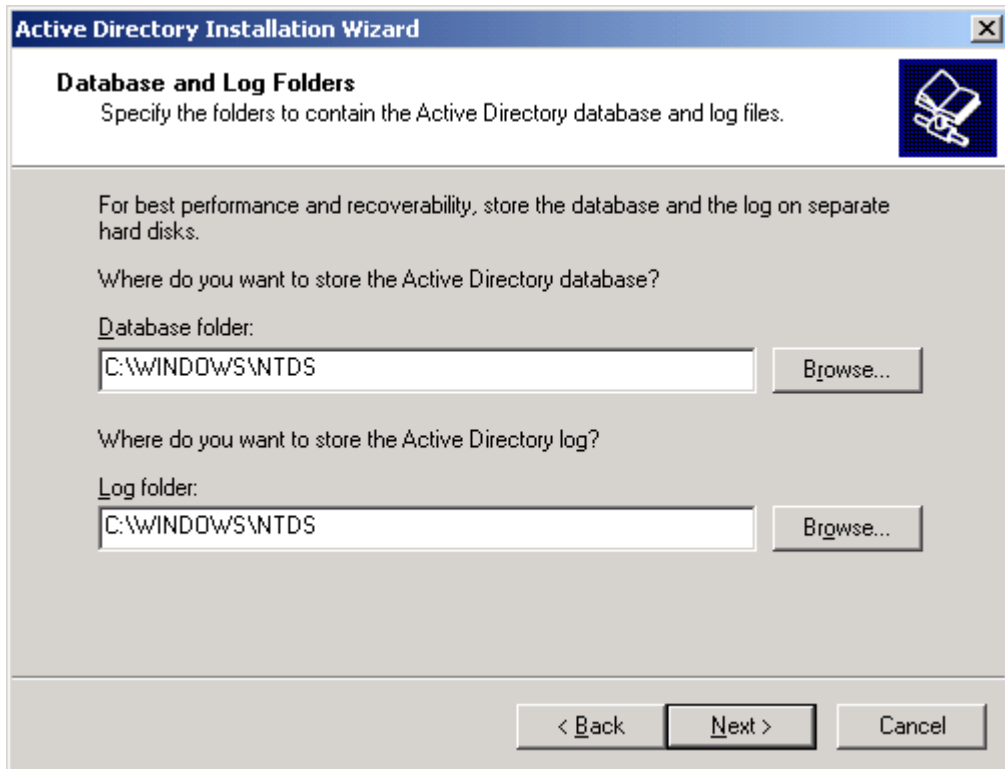 Active Directory Installation Wizard
Database and Log Folders
Specify the folders to contain the Active Directory database and log files.
For best performance and recoverability, store the database and the log on separate
hard disks.
Where do you want to store the Active Directory database?
Database folder:
C:\WINDOWS\NTDS
Browse...
Where do you want to store the Active Directory log?
Log folder:
C:\WINDOWS\NTDS
Browse...
< Back Next > Cancel